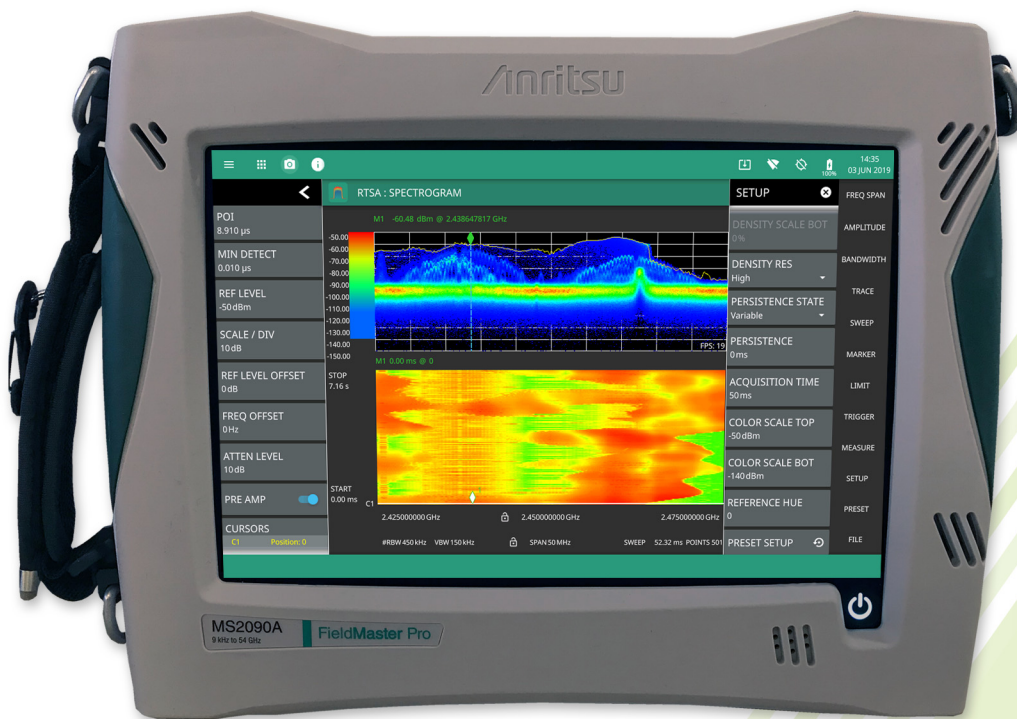 Anritsu
14:35
100% 03 JUN 2019
RTSA : SPECTROGRAM
SETUP
POI
8.910 µs
MIN DETECT
0.010 µs
REF LEVEL
-50 dBm
SCALE / DIV
10 dB
REF LEVEL OFFSET
0 dB
FREQ OFFSET
0 Hz
ATTEN LEVEL
10 dB
PRE AMP
CURSORS
C1 Position: 0
M1 -60.48 dBm @ 2.438647817 GHz
-50.00
-60.00
-70.00
-80.00
-90.00
-100.00
-110.00
-120.00
-130.00
-140.00
-150.00
FPS: 19
M1 0.00 ms @ 0
STOP
7.16 s
START
0.00 ms
C1
2.425000000 GHz 2.450000000 GHz 2.475000000 GHz
#RBW 450 kHz VBW 150 kHz SPAN 50 MHz SWEEP 52.32 ms POINTS 501
DENSITY SCALE BOT
0%
DENSITY RES
High
PERSISTENCE STATE
Variable
PERSISTENCE
0 ms
ACQUISITION TIME
50 ms
COLOR SCALE TOP
-50 dBm
COLOR SCALE BOT
-140 dBm
REFERENCE HUE
0
PRESET SETUP
FREQ SPAN
AMPLITUDE
BANDWIDTH
TRACE
SWEEP
MARKER
LIMIT
TRIGGER
MEASURE
SETUP
PRESET
FILE
MS2090A
9 kHz to 54 GHz
FieldMaster Pro